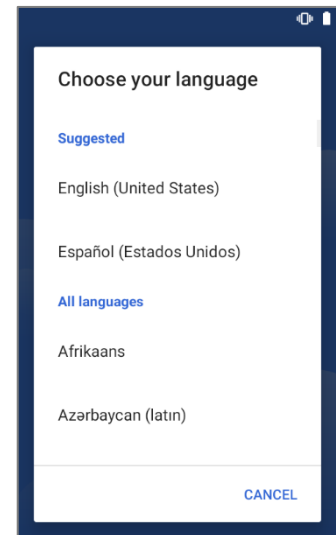 Choose your language
Suggested
English (United States)
Español (Estados Unidos)
All languages
Afrikaans
Azərbaycan (latın)
CANCEL